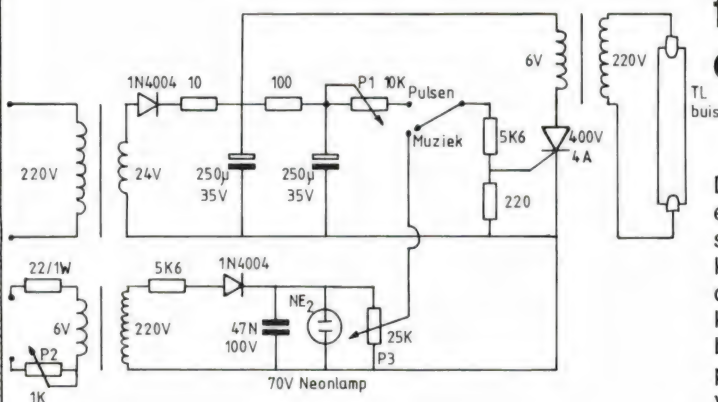 6V
220V
TL
buis
1N4004
10
100
P1 10K
Pulsen
Muziek
5K6
400V
4A
220V
24V
250µ
35V
250µ
35V
220
22/1W
5K6
1N4004
6V
220V
47N
100V
NE2
25K
P3
P2
1K
70V Neonlamp